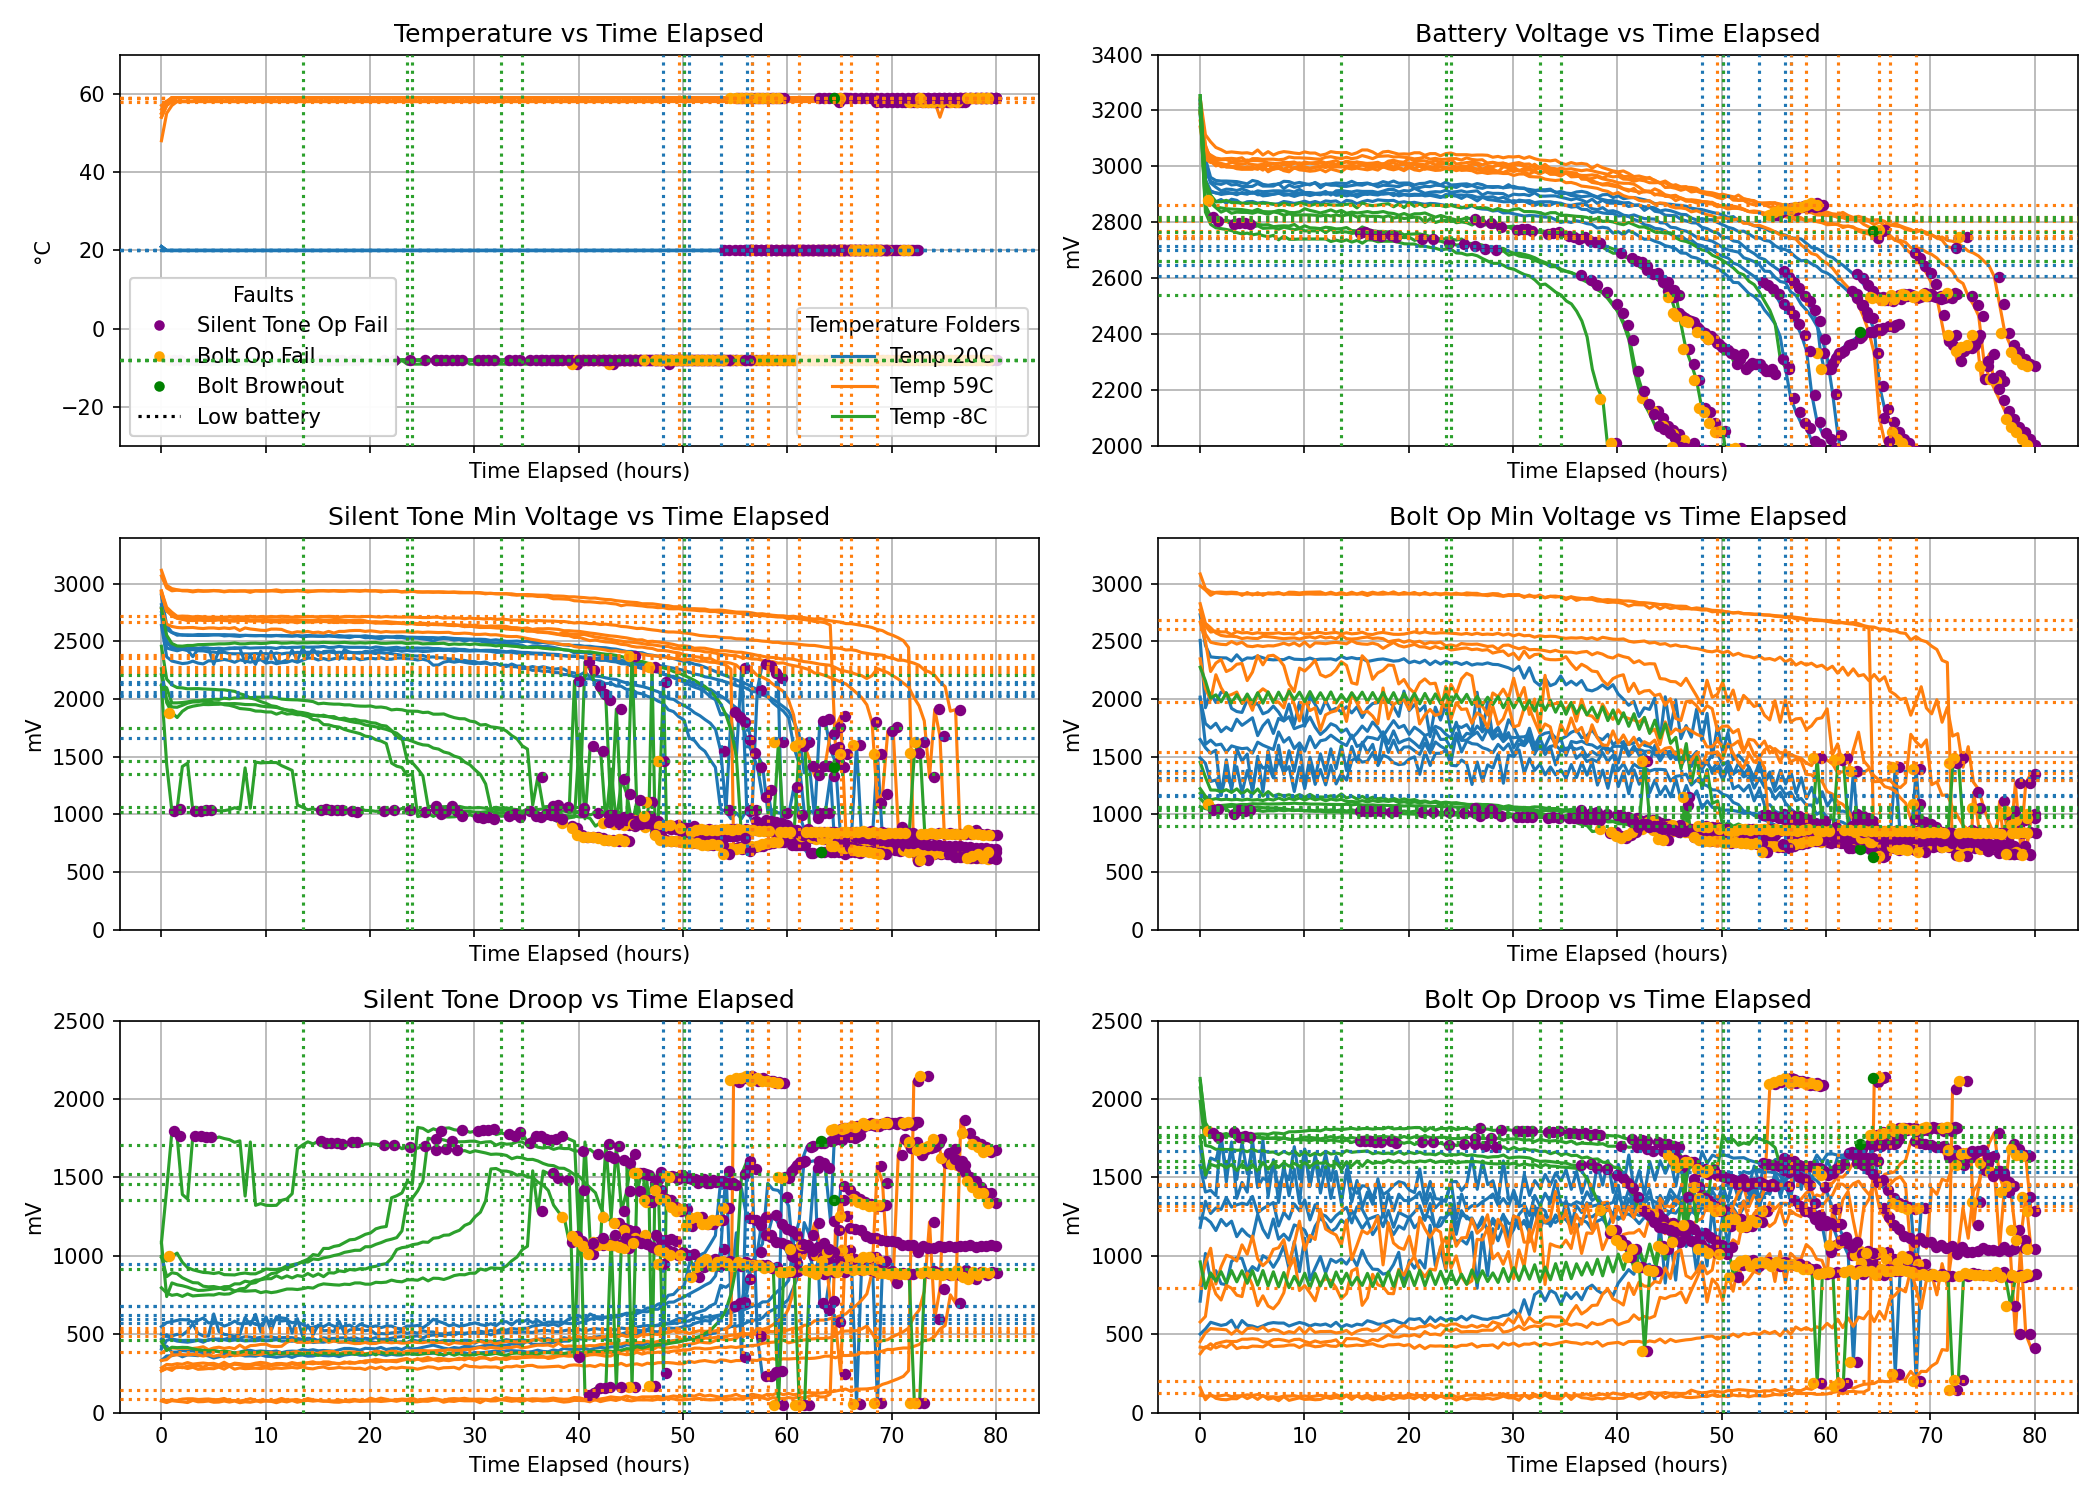 Temperature vs Time Elapsed
60
40
20
0
−20
°C
Faults
Silent Tone Op Fail
Bolt Op Fail
Bolt Brownout
Low battery
Temperature Folders
Temp 20C
Temp 59C
Temp -8C
Time Elapsed (hours)
Battery Voltage vs Time Elapsed
3400
3200
3000
2800
2600
2400
2200
2000
mV
Time Elapsed (hours)
Silent Tone Min Voltage vs Time Elapsed
3000
2500
2000
1500
1000
500
0
mV
Time Elapsed (hours)
Bolt Op Min Voltage vs Time Elapsed
3000
2500
2000
1500
1000
500
0
mV
Time Elapsed (hours)
Silent Tone Droop vs Time Elapsed
2500
2000
1500
1000
500
0
mV
0 10 20 30 40 50 60 70 80
Time Elapsed (hours)
Bolt Op Droop vs Time Elapsed
2500
2000
1500
1000
500
0
mV
0 10 20 30 40 50 60 70 80
Time Elapsed (hours)